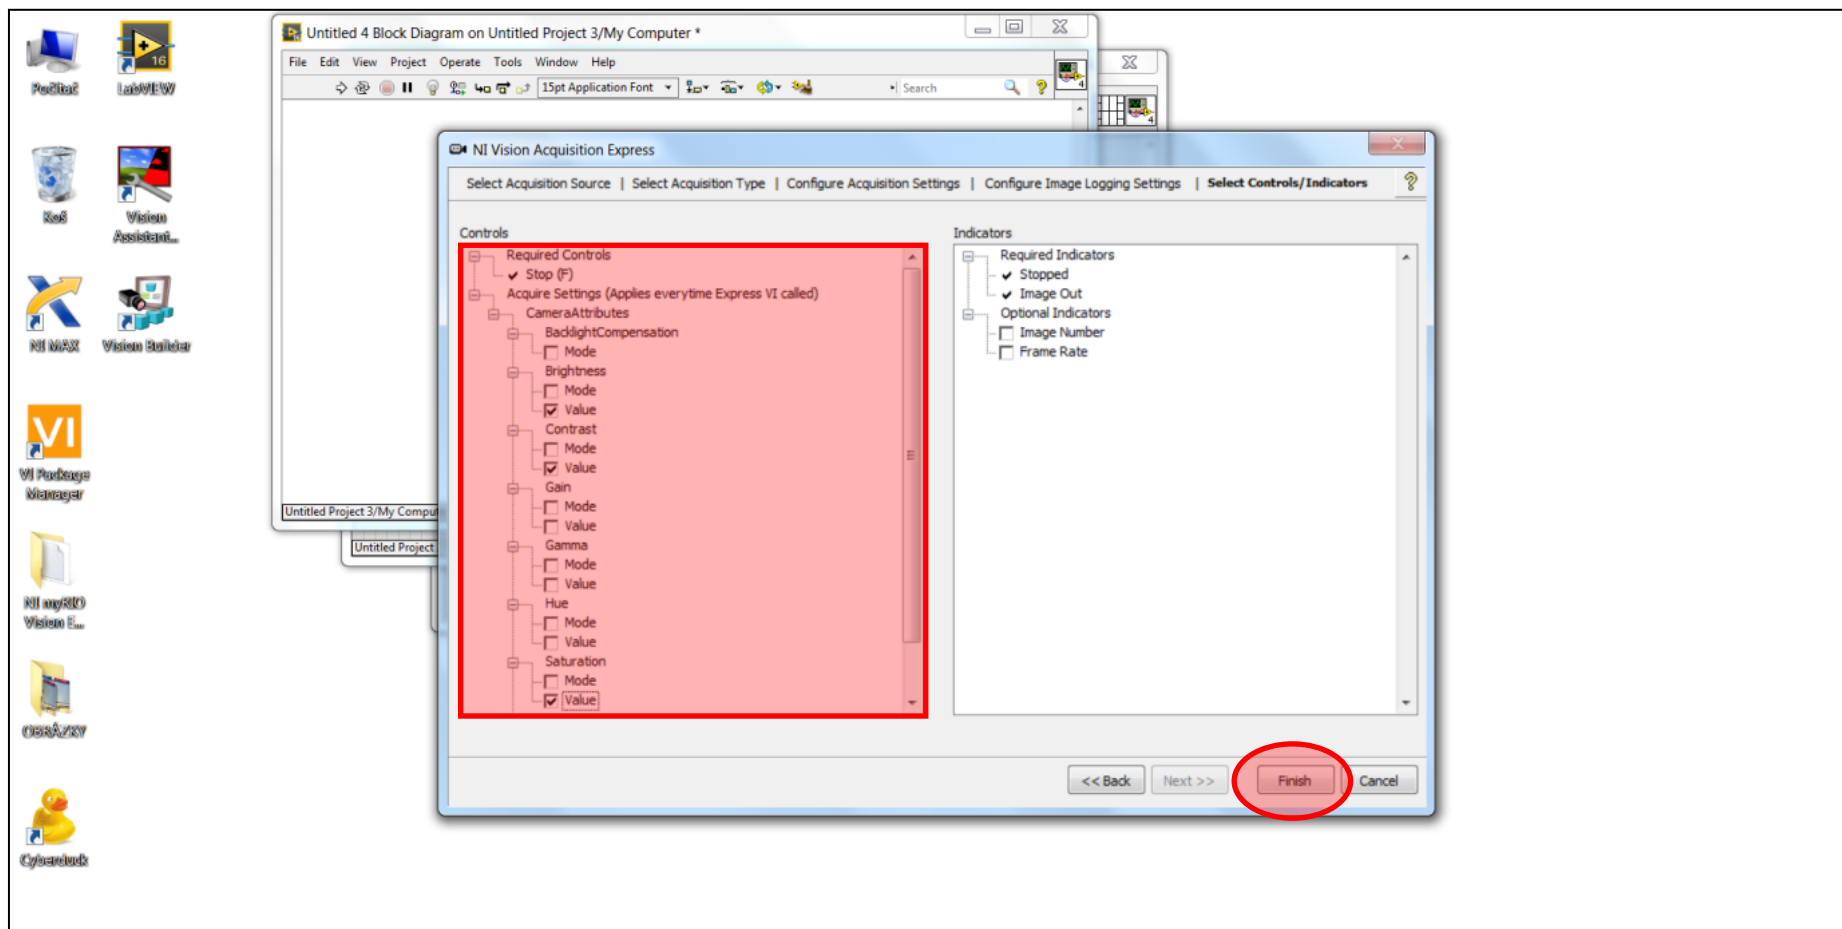 Počítač
LabVIEW
Koš
Vision
Assistant...
NI MAX
Vision Builder
VI
VI Package
Manager
NI myRIO
Vision E...
OBRÁZKY
Cyberduck
16
Untitled 4 Block Diagram on Untitled Project 3/My Computer *
File Edit View Project Operate Tools Window Help
15pt Application Font
Search
4
4
Untitled Project 3/My Comput
Untitled Project
NI Vision Acquisition Express
Select Acquisition Source | Select Acquisition Type | Configure Acquisition Settings | Configure Image Logging Settings | Select Controls/Indicators
Controls
Required Controls
Stop (F)
Acquire Settings (Applies everytime Express VI called)
CameraAttributes
BacklightCompensation
Mode
Brightness
Mode
Value
Contrast
Mode
Value
Gain
Mode
Value
Gamma
Mode
Value
Hue
Mode
Value
Saturation
Mode
Value
Indicators
Required Indicators
Stopped
Image Out
Optional Indicators
Image Number
Frame Rate
<< Back Next >> Finish Cancel